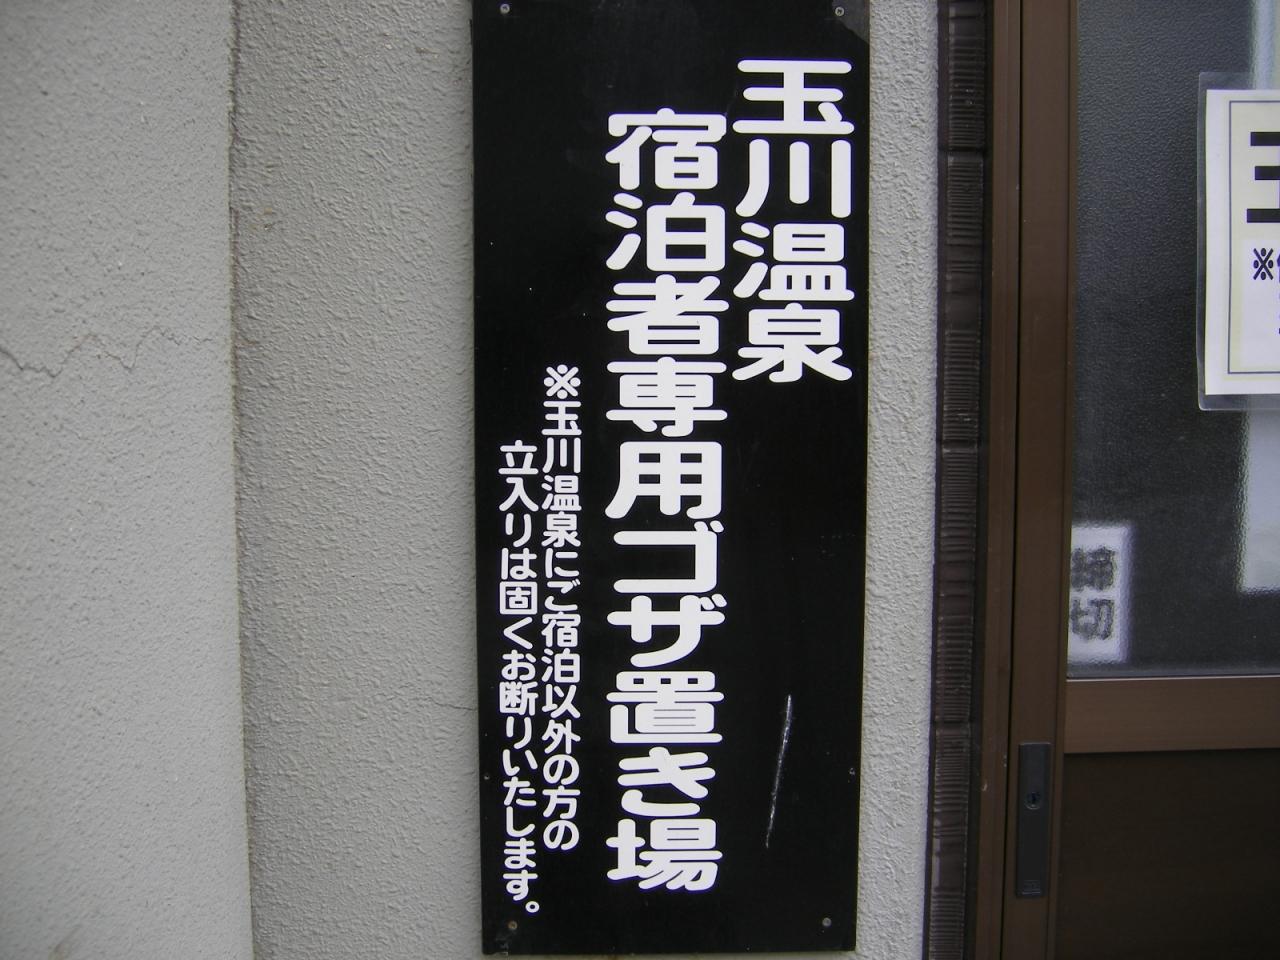 玉川温泉
宿泊者専用ゴザ置き場
※玉川温泉にご宿泊以外の方の
立入りは固くお断りいたします。
締切